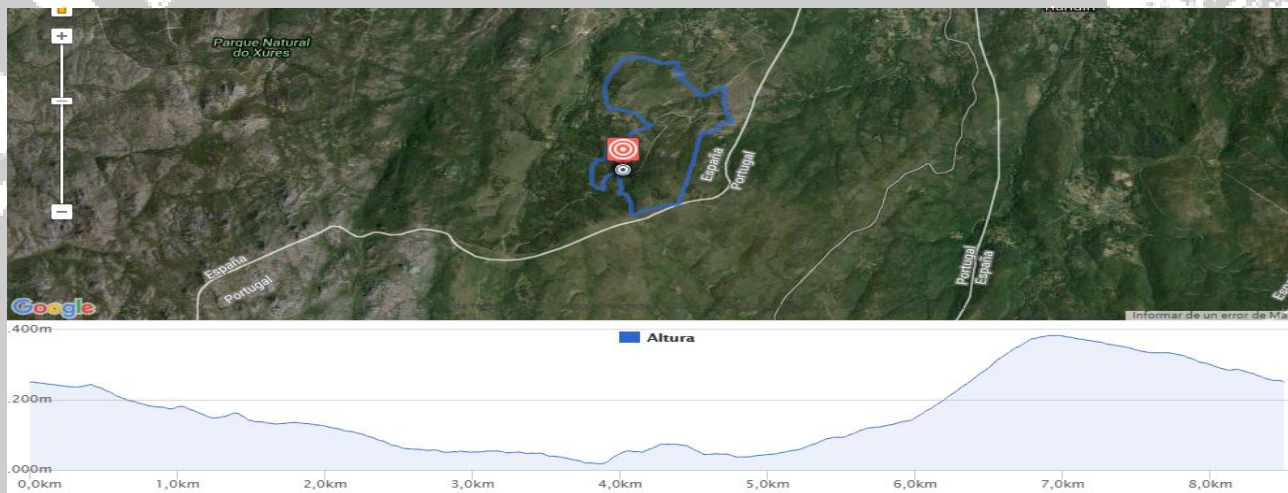 +
Parque Natural
do Xures
España
Portugal
España
Portugal
Portugal
España
−
Google
Informar de un error de Ma
.400m
Altura
.200m
.000m
0,0km 1,0km 2,0km 3,0km 4,0km 5,0km 6,0km 7,0km 8,0km